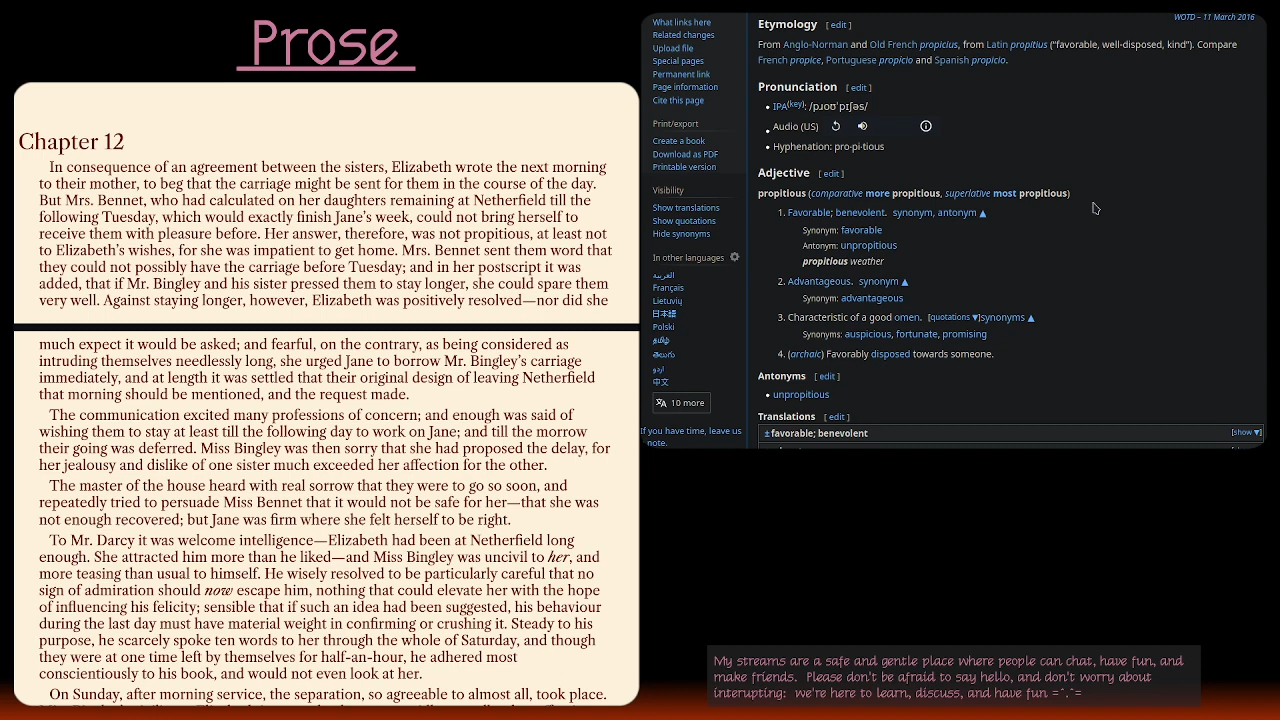 Prose
Chapter 12
In consequence of an agreement between the sisters, Elizabeth wrote the next morning
to their mother, to beg that the carriage might be sent for them in the course of the day.
But Mrs. Bennet, who had calculated on her daughters remaining at Netherfield till the
following Tuesday, which would exactly finish Jane's week, could not bring herself to
receive them with pleasure before. Her answer, therefore, was not propitious, at least not
to Elizabeth's wishes, for she was impatient to get home. Mrs. Bennet sent them word that
they could not possibly have the carriage before Tuesday; and in her postscript it was
added, that if Mr. Bingley and his sister pressed them to stay longer, she could spare them
very well. Against staying longer, however, Elizabeth was positively resolved—nor did she
much expect it would be asked; and fearful, on the contrary, as being considered as
intruding themselves needlessly long, she urged Jane to borrow Mr. Bingley's carriage
immediately, and at length it was settled that their original design of leaving Netherfield
that morning should be mentioned, and the request made.
The communication excited many professions of concern; and enough was said of
wishing them to stay at least till the following day to work on Jane; and till the morrow
their going was deferred. Miss Bingley was then sorry that she had proposed the delay, for
her jealousy and dislike of one sister much exceeded her affection for the other.
The master of the house heard with real sorrow that they were to go so soon, and
repeatedly tried to persuade Miss Bennet that it would not be safe for her—that she was
not enough recovered; but Jane was firm where she felt herself to be right.
To Mr. Darcy it was welcome intelligence—Elizabeth had been at Netherfield long
enough. She attracted him more than he liked—and Miss Bingley was uncivil to her, and
more teasing than usual to himself. He wisely resolved to be particularly careful that no
sign of admiration should now escape him, nothing that could elevate her with the hope
of influencing his felicity; sensible that if such an idea had been suggested, his behaviour
during the last day must have material weight in confirming or crushing it. Steady to his
purpose, he scarcely spoke ten words to her through the whole of Saturday, and though
they were at one time left by themselves for half-an-hour, he adhered most
conscientiously to his book, and would not even look at her.
On Sunday, after morning service, the separation, so agreeable to almost all, took place.
What links here
Related changes
Upload file
Special pages
Permanent link
Page information
Cite this page
Print/export
Create a book
Download as PDF
Printable version
Visibility
Show translations
Show quotations
Hide synonyms
In other languages
العربية
Français
Lietuvių
日本語
Polski
தமிழ்
తెలుగు
اردو
中文
10 more
If you have time, leave us
a note.
WOTD – 11 March 2016
Etymology [ edit ]
From Anglo-Norman and Old French propicius, from Latin propitius (“favorable, well-disposed, kind”). Compare
French propice, Portuguese propício and Spanish propicio.
Pronunciation [ edit ]
• IPA(key): /pɹoʊˈpɪʃəs/
• Audio (US)
• Hyphenation: pro‧pi‧tious
Adjective [ edit ]
propitious (comparative more propitious, superlative most propitious)
1. Favorable; benevolent. synonym, antonym ▲
Synonym: favorable
Antonym: unpropitious
propitious weather
2. Advantageous. synonym ▲
Synonym: advantageous
3. Characteristic of a good omen. [quotations ▼]synonyms ▲
Synonyms: auspicious, fortunate, promising
4. (archaic) Favorably disposed towards someone.
Antonyms [ edit ]
• unpropitious
Translations [ edit ]
±favorable; benevolent [show ▼]
My streams are a safe and gentle place where people can chat, have fun, and
make friends. Please don't be afraid to say hello, and don't worry about
interupting: we're here to learn, discuss, and have fun =^.^=